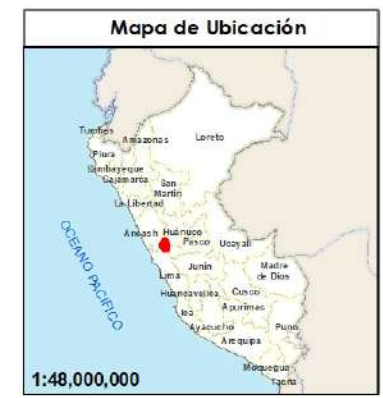 Mapa de Ubicación
Tumbes
Amazonas
Loreto
Piura
Lambayeque
Cajamarca
San
Martín
La Libertad
Ancash Huánuco
Pasco Ucayali
OCEANO PACIFICO
Lima
Junín
Madre
de Dios
Huancavelica
Cusco
Ica
Apurímac
Ayacucho
Puno
Arequipa
Moquegua
Tacna
1:48,000,000